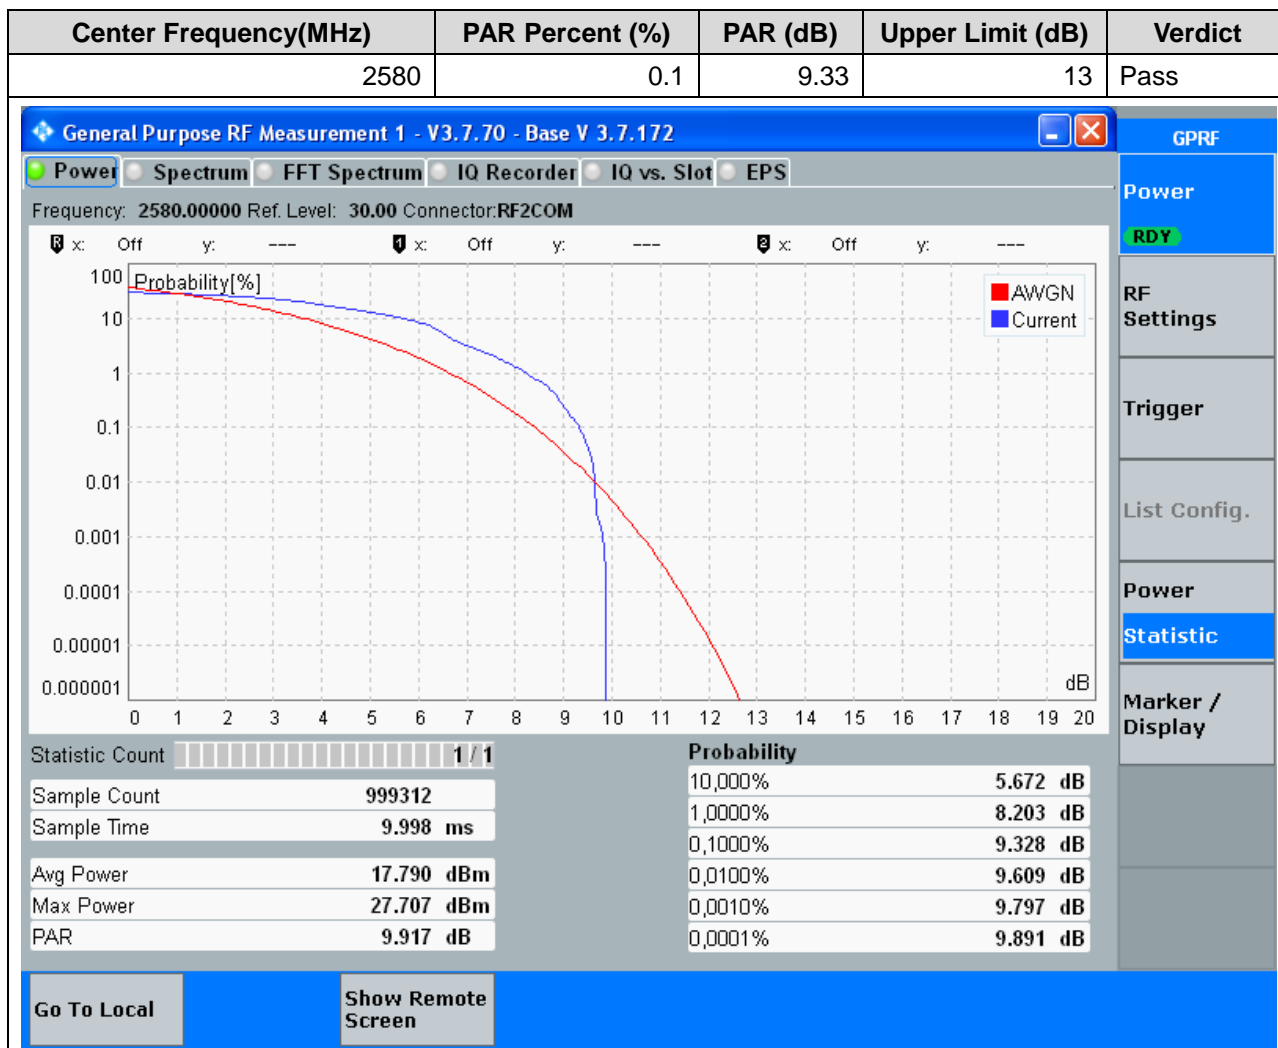 Center Frequency(MHz) PAR Percent (%) PAR (dB) Upper Limit (dB) Verdict
2580 0.1 9.33 13 Pass
General Purpose RF Measurement 1 - V3.7.70 - Base V 3.7.172
GPRF
Power Spectrum FFT Spectrum IQ Recorder IQ vs. Slot EPS
Frequency: 2580.00000 Ref. Level: 30.00 Connector:RF2COM
R x: Off y: --- 1 x: Off y: --- 2 x: Off y: ---
Probability[%]
100
10
1
0.1
0.01
0.001
0.0001
0.00001
0.000001
AWGN
Current
dB
0 1 2 3 4 5 6 7 8 9 10 11 12 13 14 15 16 17 18 19 20
Statistic Count 1 / 1
Sample Count 999312
Sample Time 9.998 ms
Avg Power 17.790 dBm
Max Power 27.707 dBm
PAR 9.917 dB
Probability
10,000% 5.672 dB
1,0000% 8.203 dB
0,1000% 9.328 dB
0,0100% 9.609 dB
0,0010% 9.797 dB
0,0001% 9.891 dB
Power
RDY
RF
Settings
Trigger
List Config.
Power
Statistic
Marker /
Display
Go To Local
Show Remote
Screen